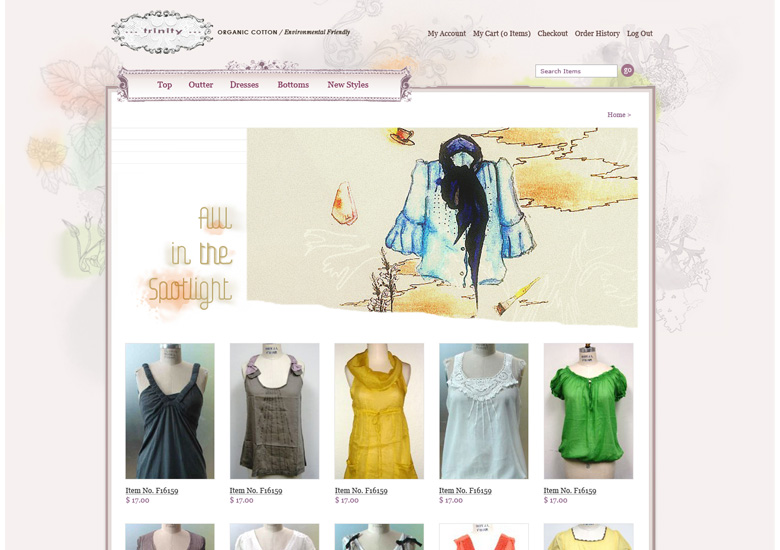 trinity
ORGANIC COTTON / Environmental Friendly
My Account My Cart (0 Items) Checkout Order History Log Out
Search Items go
Top Outter Dresses Bottoms New Styles
Home >
All
in the
Spotlight
Item No. F16159 Item No. F16159 Item No. F16159 Item No. F16159 Item No. F16159
$ 17.00 $ 17.00 $ 17.00 $ 17.00 $ 17.00